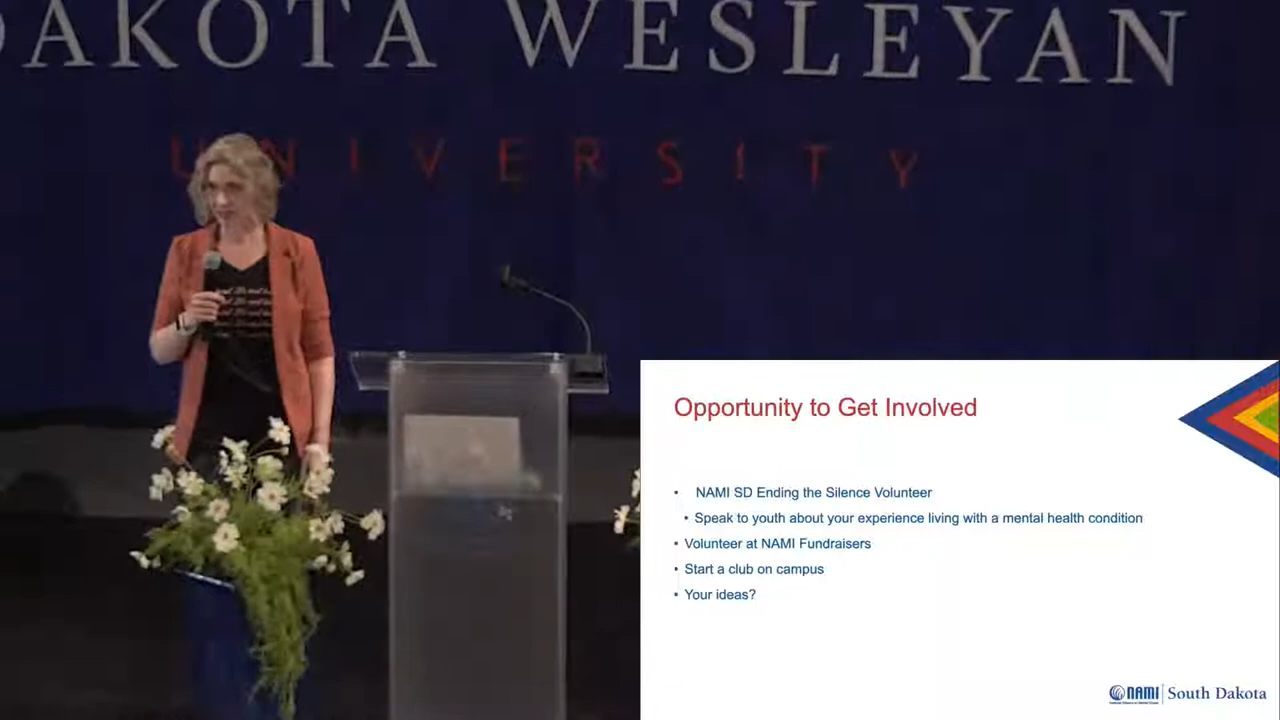 DAKOTA WESLEYAN
UNIVERSITY
Opportunity to Get Involved
• NAMI SD Ending the Silence Volunteer
• Speak to youth about your experience living with a mental health condition
• Volunteer at NAMI Fundraisers
• Start a club on campus
• Your ideas?
NAMI South Dakota